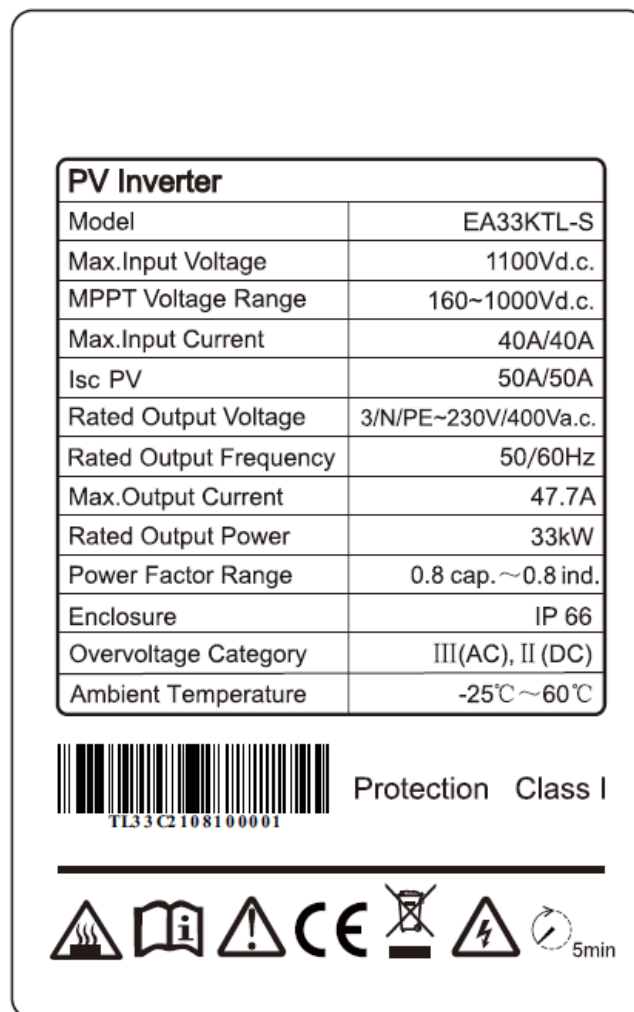 PV Inverter
Model EA33KTL-S
Max.Input Voltage 1100Vd.c.
MPPT Voltage Range 160~1000Vd.c.
Max.Input Current 40A/40A
Isc PV 50A/50A
Rated Output Voltage 3/N/PE~230V/400Va.c.
Rated Output Frequency 50/60Hz
Max.Output Current 47.7A
Rated Output Power 33kW
Power Factor Range 0.8 cap.～0.8 ind.
Enclosure IP 66
Overvoltage Category Ⅲ(AC), Ⅱ(DC)
Ambient Temperature -25℃～60℃
Protection Class I
TL33C2108100001
CE
5min